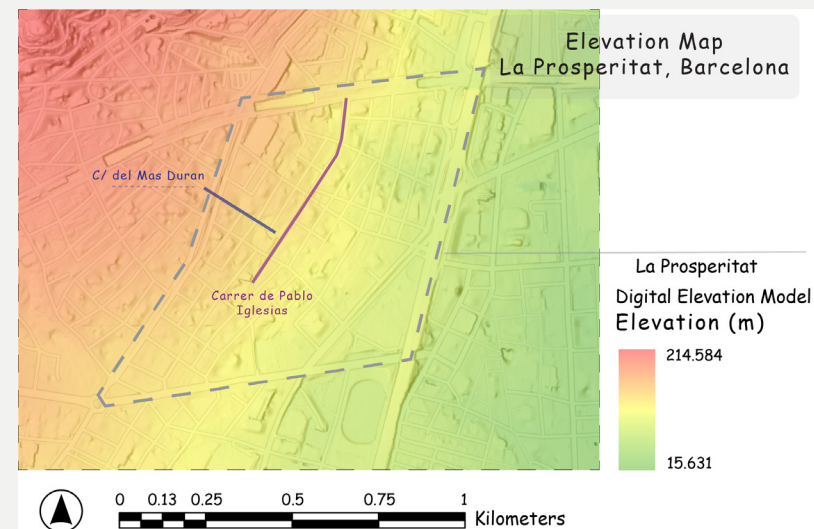 Elevation Map
La Prosperitat, Barcelona
C/ del Mas Duran
Carrer de Pablo
Iglesias
La Prosperitat
Digital Elevation Model
Elevation (m)
214.584
15.631
0 0.13 0.25 0.5 0.75 1
Kilometers